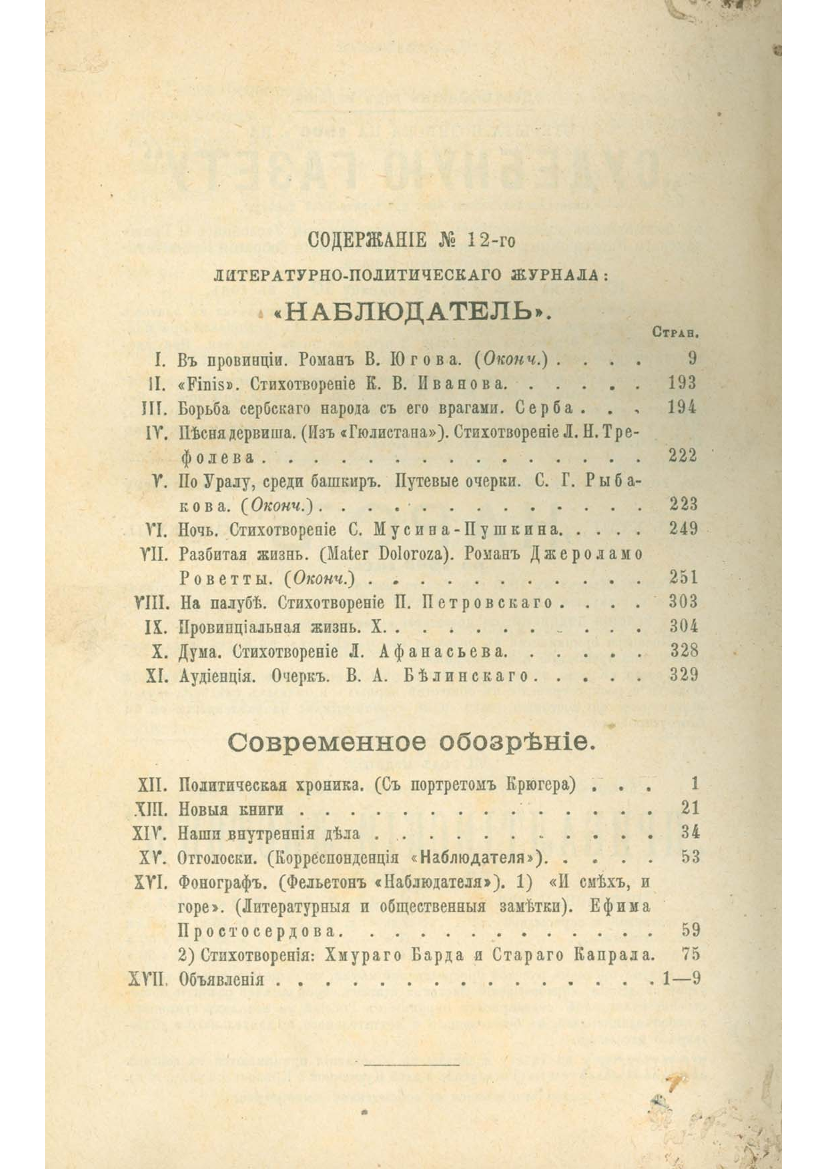 СОДЕРЖАНІЕ № 12-го
ЛИТЕРАТУРНО-ПОЛИТИЧЕСКАГО ЖУРНАЛА:
«НАБЛЮДАТЕЛЬ».
Стран.
I. Въ провинціи. Романъ В. Югова. (Оконч.) . . . . 9
II. «Finis». Стихотвореніе К. В. Иванова. . . . . . 193
III. Борьба сербскаго народа съ его врагами. Серба . . . 194
IV. Пѣсня дервиша. (Изъ «Гюлистана»). Стихотвореніе Л. Н. Тре-
фолева . . . . . . . . . . . . . . 222
V. По Уралу, среди башкиръ. Путевые очерки. С. Г. Рыба-
кова. (Оконч.) . . . . . . . . . . . . 223
VI. Ночь. Стихотвореніе С. Мусина-Пушкина. . . . . 249
VII. Разбитая жизнь. (Mater Doloroza). Романъ Джероламо
Роветты. (Оконч.) . . . . . . . . . . . 251
VIII. На палубѣ. Стихотвореніе П. Петровскаго . . . . 303
IX. Провинціальная жизнь. X. . . . . . . . . . 304
X. Дума. Стихотвореніе Л. Афанасьева. . . . . . 328
XI. Аудіенція. Очеркъ. В. А. Бѣлинскаго . . . . . 329
Современное обозрѣніе.
XII. Политическая хроника. (Съ портретомъ Крюгера) . . . 1
XIII. Новыя книги . . . . . . . . . . . . . 21
XIV. Наши внутреннія дѣла . . . . . . . . . . . 34
XV. Отголоски. (Корреспонденція «Наблюдателя»). . . . . 53
XVI. Фонографъ. (Фельетонъ «Наблюдателя»). 1) «И смѣхъ, и
горе». (Литературныя и общественныя замѣтки). Ефима
Простосердова. . . . . . . . . . . . . 59
2) Стихотворенія: Хмураго Барда и Стараго Капрала. 75
XVII. Объявленія . . . . . . . . . . . . . . 1—9